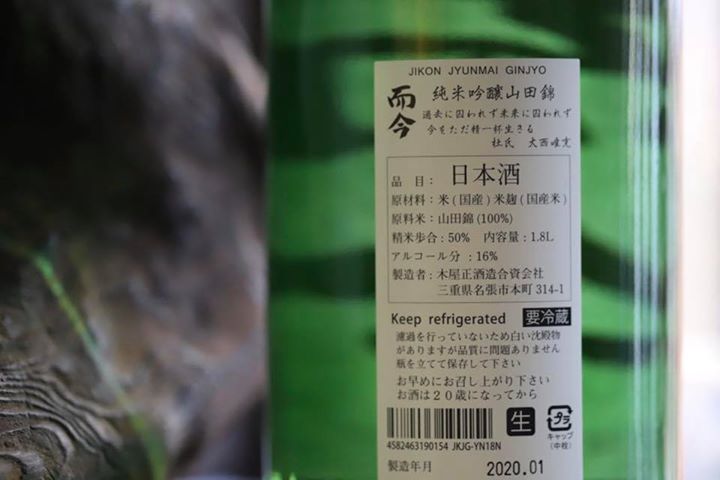 JIKON JYUNMAI GINJYO
而今 純米吟醸山田錦
過去に囚われず未来に囚われず
今をただ精一杯生きる
杜氏 大西唯克
品目: 日本酒
原材料:米(国産)米麹(国産米)
原料米:山田錦(100%)
精米歩合:50% 内容量:1.8L
アルコール分:16%
製造者:木屋正酒造合資会社
三重県名張市本町 314-1
Keep refrigerated 要冷蔵
濾過を行っていないため白い沈殿物
がありますが品質に問題ありません
瓶を立てて保存して下さい
お早めにお召し上がり下さい
お酒は20歳になってから
生
プラ
キャップ
(中栓)
4582463190154 JKJG-YN18N
製造年月 2020.01